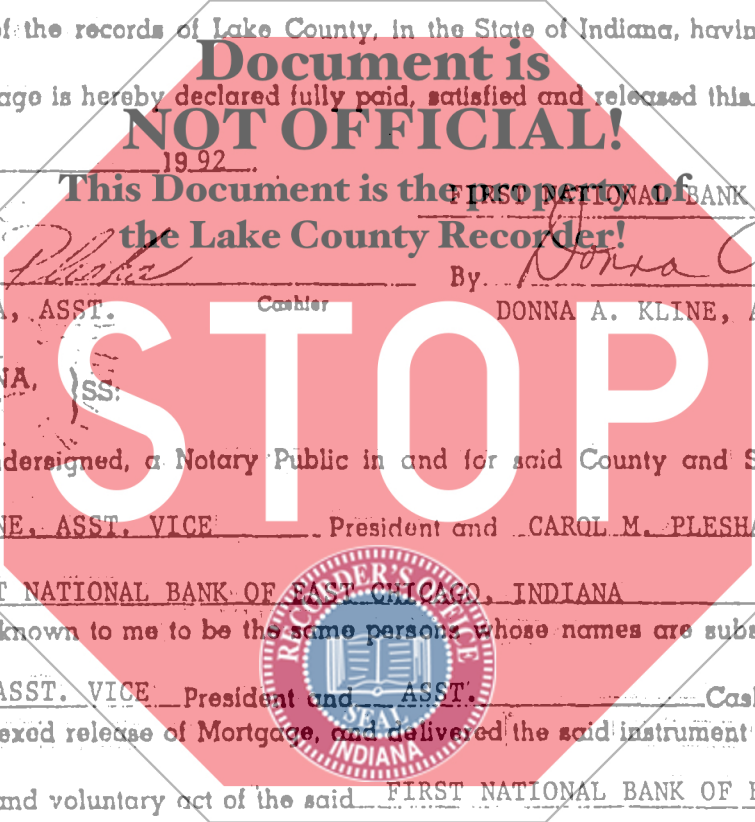 of the records of Lake County, in the State of Indiana, havin
Document is
age is hereby declared fully paid, satisfied and released this
NOT OFFICIAL!
1992
This Document is the property of
FIRST NATIONAL BANK
the Lake County Recorder!
Plesha By Donna
A, ASST. Cashier DONNA A. KLINE, A
NA, )SS:
STOP
ndersigned, a Notary Public in and for said County and S
NE, ASST. VICE President and CAROL M. PLESHA
T NATIONAL BANK OF EAST CHICAGO, INDIANA
RECORDER'S OFFICE
known to me to be the same persons whose names are subs
ASST. VICE President and ASST. Cas
SEAL
exed release of Mortgage, and delivered the said instrument
INDIANA
and voluntary act of the said FIRST NATIONAL BANK OF E